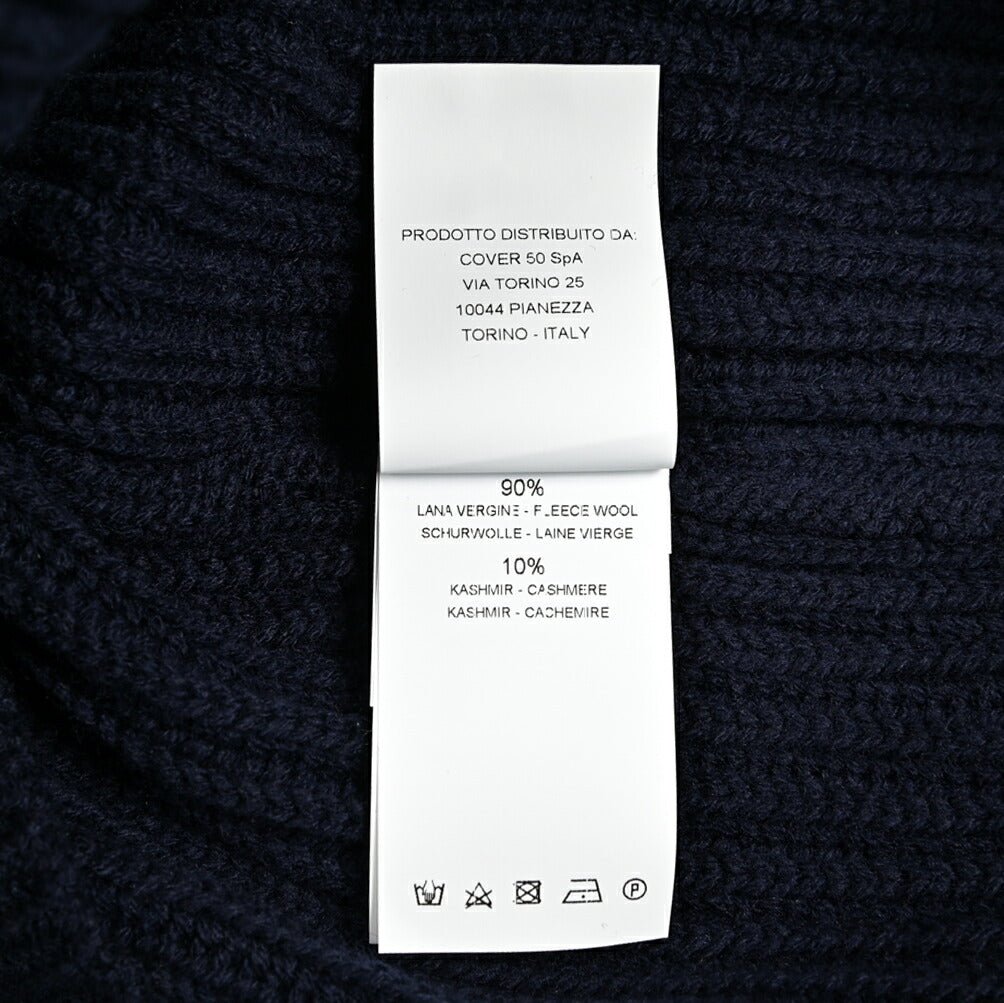 PRODOTTO DISTRIBUITO DA:
COVER 50 SpA
VIA TORINO 25
10044 PIANEZZA
TORINO - ITALY
90%
LANA VERGINE - FLEECE WOOL
SCHURWOLLE - LAINE VIERGE
10%
KASHMIR - CASHMERE
KASHMIR - CACHEMIRE
P